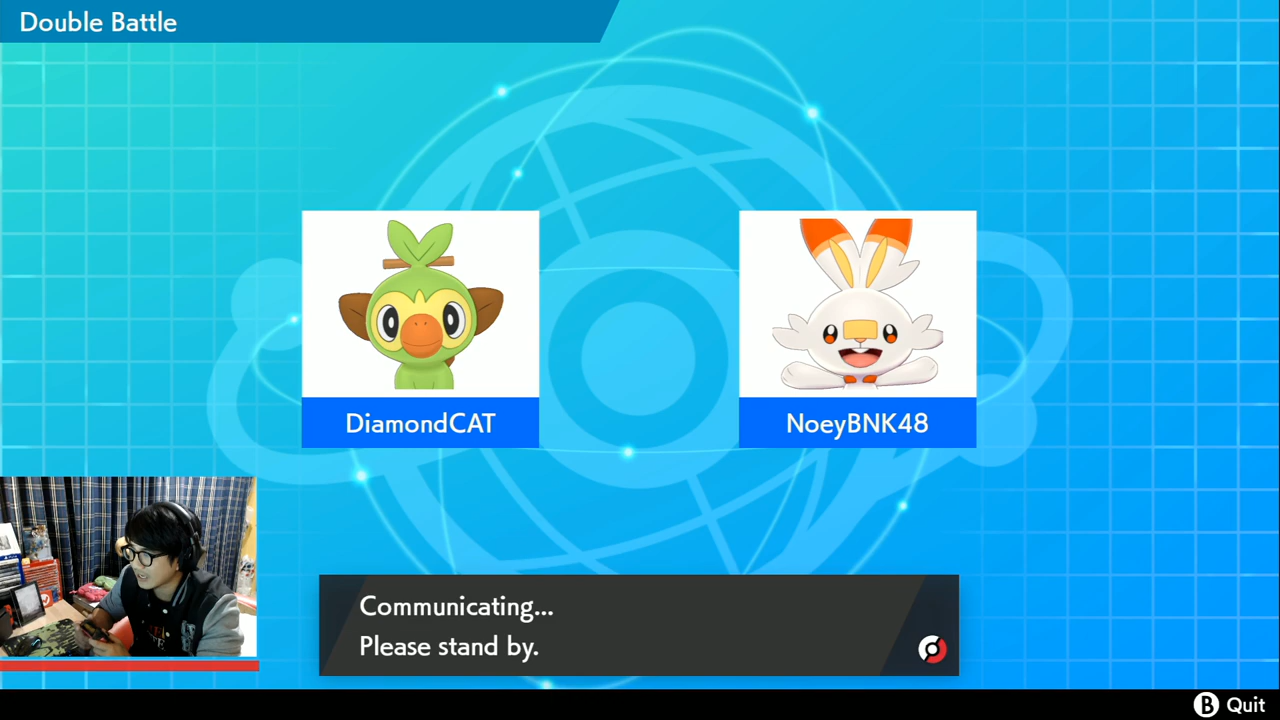 Double Battle
DiamondCAT
NoeyBNK48
Communicating...
Please stand by.
B Quit